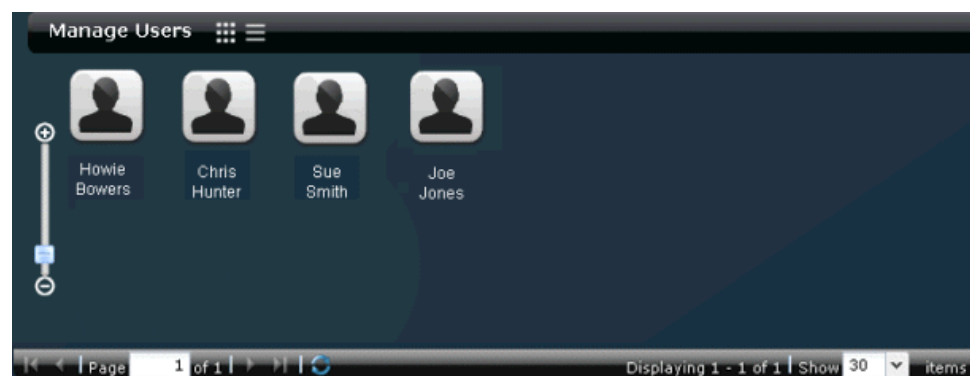 Manage Users
Howie
Bowers
Chris
Hunter
Sue
Smith
Joe
Jones
Page 1 of 1 Displaying 1 - 1 of 1 Show 30 items